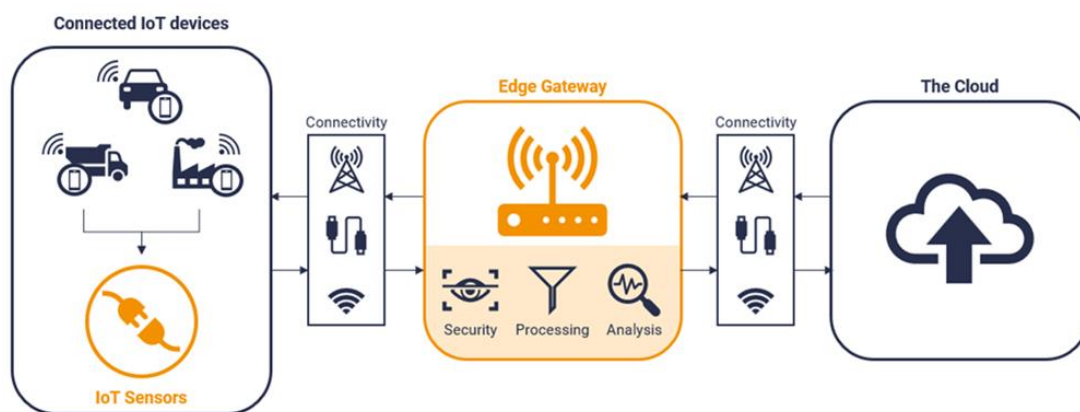 Connected IoT devices
IoT Sensors
Connectivity
Edge Gateway
Security
Processing
Analysis
Connectivity
The Cloud